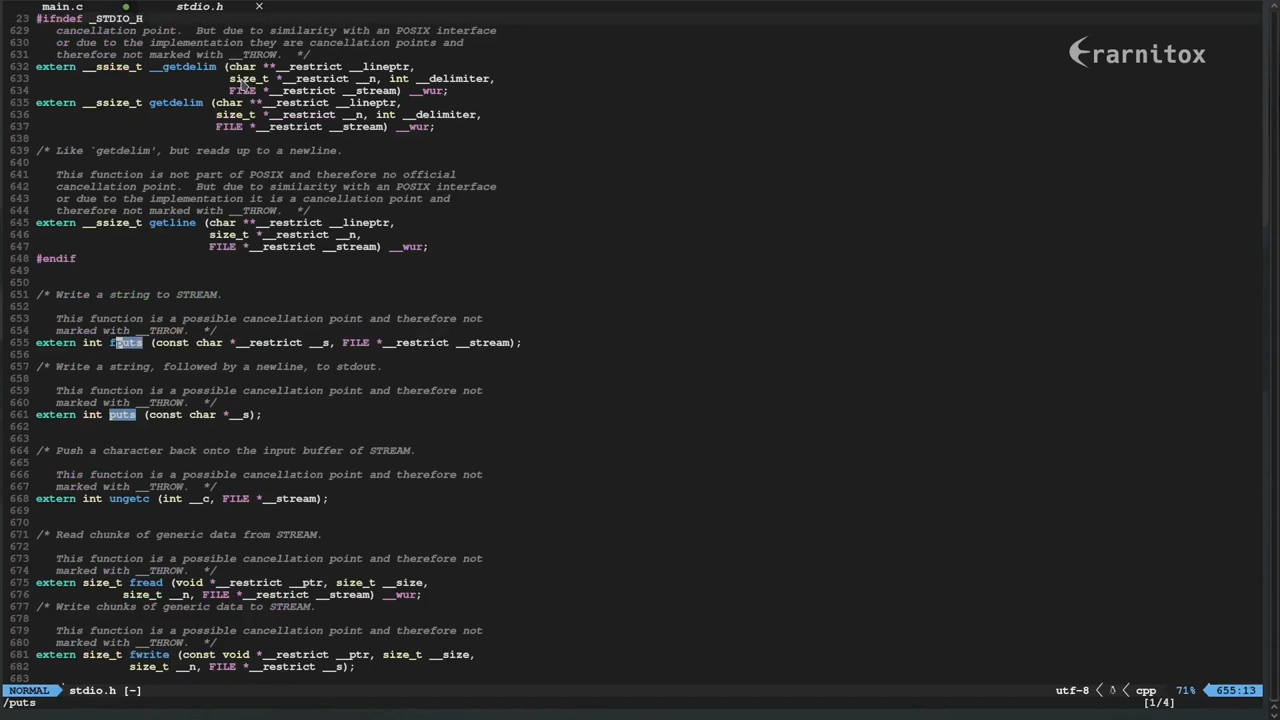 main.c stdio.h ✕
23 #ifndef _STDIO_H
629 cancellation point. But due to similarity with an POSIX interface
630 or due to the implementation they are cancellation points and
631 therefore not marked with __THROW. */
632 extern __ssize_t __getdelim (char **__restrict __lineptr,
633 size_t *__restrict __n, int __delimiter,
634 FILE *__restrict __stream) __wur;
635 extern __ssize_t getdelim (char **__restrict __lineptr,
636 size_t *__restrict __n, int __delimiter,
637 FILE *__restrict __stream) __wur;
638
639 /* Like `getdelim', but reads up to a newline.
640
641 This function is not part of POSIX and therefore no official
642 cancellation point. But due to similarity with an POSIX interface
643 or due to the implementation it is a cancellation point and
644 therefore not marked with __THROW. */
645 extern __ssize_t getline (char **__restrict __lineptr,
646 size_t *__restrict __n,
647 FILE *__restrict __stream) __wur;
648 #endif
649
650
651 /* Write a string to STREAM.
652
653 This function is a possible cancellation point and therefore not
654 marked with __THROW. */
655 extern int fputs (const char *__restrict __s, FILE *__restrict __stream);
656
657 /* Write a string, followed by a newline, to stdout.
658
659 This function is a possible cancellation point and therefore not
660 marked with __THROW. */
661 extern int puts (const char *__s);
662
663
664 /* Push a character back onto the input buffer of STREAM.
665
666 This function is a possible cancellation point and therefore not
667 marked with __THROW. */
668 extern int ungetc (int __c, FILE *__stream);
669
670
671 /* Read chunks of generic data from STREAM.
672
673 This function is a possible cancellation point and therefore not
674 marked with __THROW. */
675 extern size_t fread (void *__restrict __ptr, size_t __size,
676 size_t __n, FILE *__restrict __stream) __wur;
677 /* Write chunks of generic data to STREAM.
678
679 This function is a possible cancellation point and therefore not
680 marked with __THROW. */
681 extern size_t fwrite (const void *__restrict __ptr, size_t __size,
682 size_t __n, FILE *__restrict __s);
683
rarnitox
NORMAL stdio.h [-] utf-8 cpp 71% 655:13
/puts [1/4]